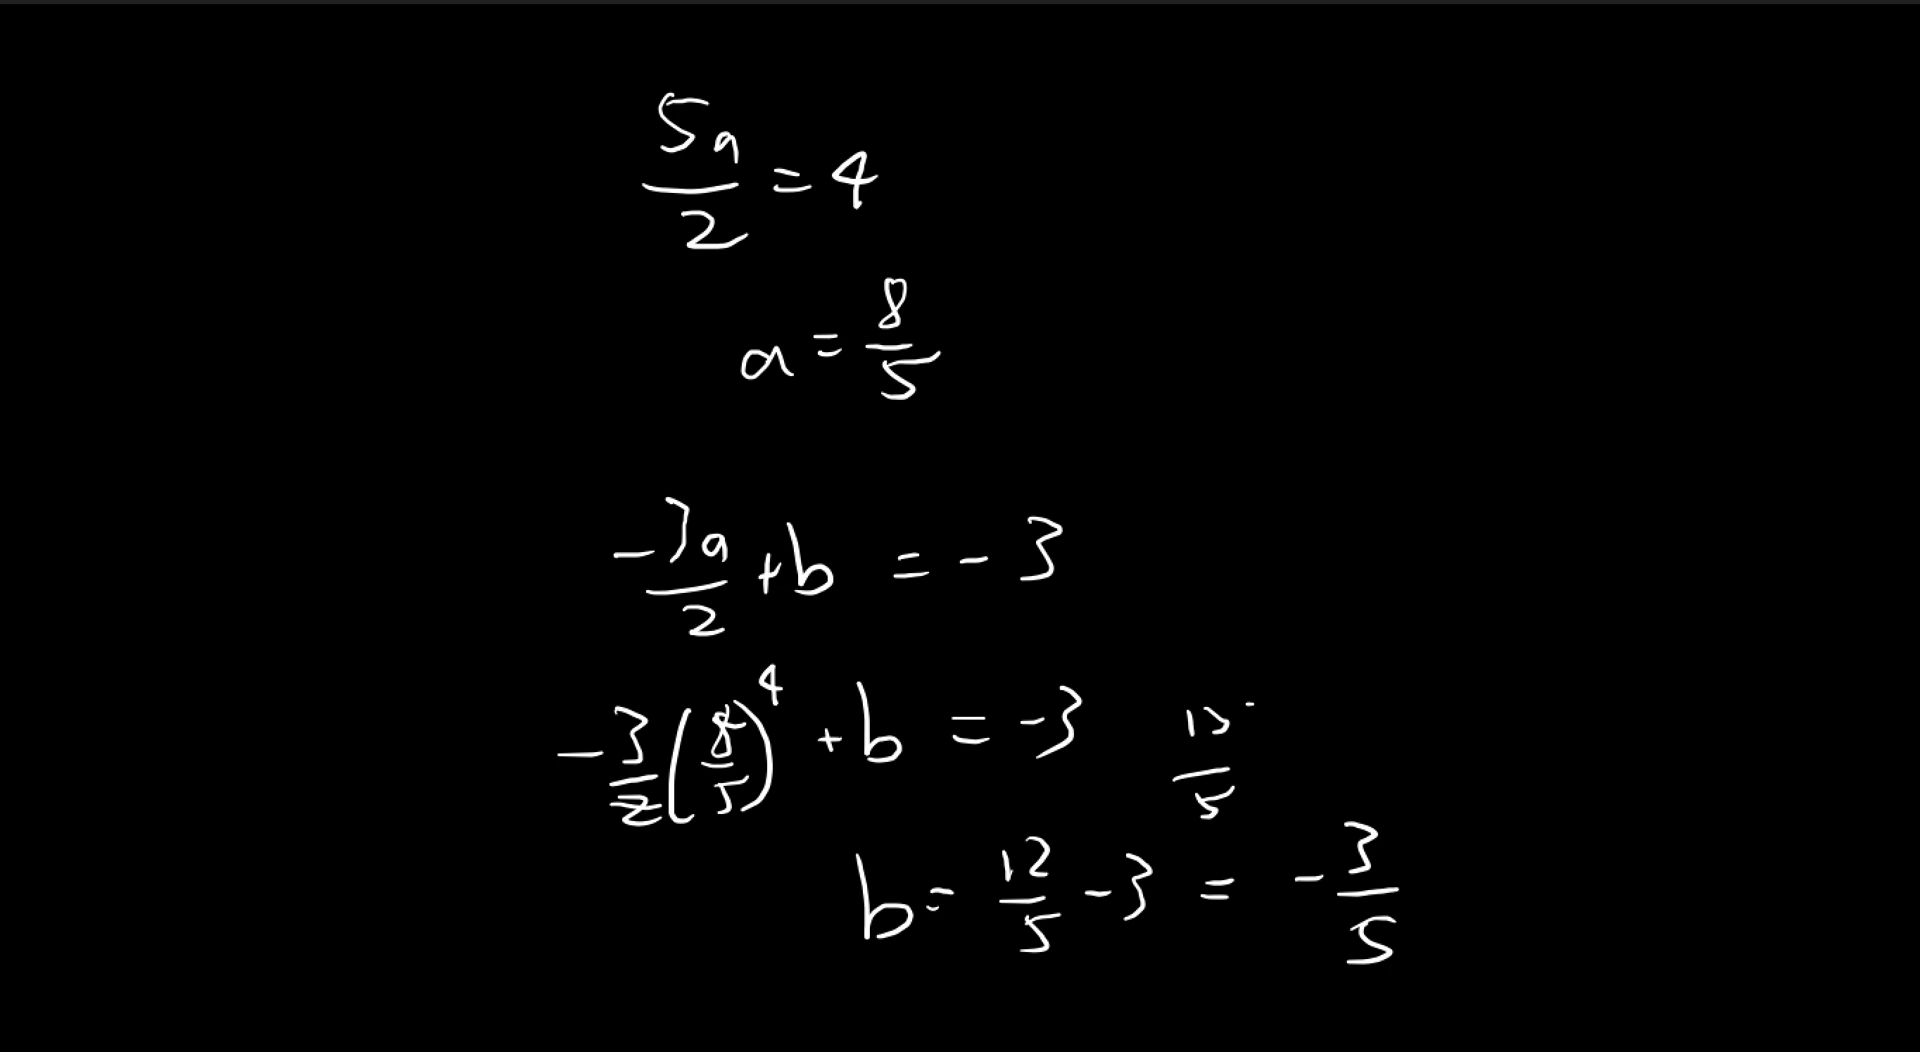 5a/2 = 4
a = 8/5
-3a/2 + b = -3
-3/2 (8/5)^4 + b = -3 15/5
b = 12/5 - 3 = -3/5